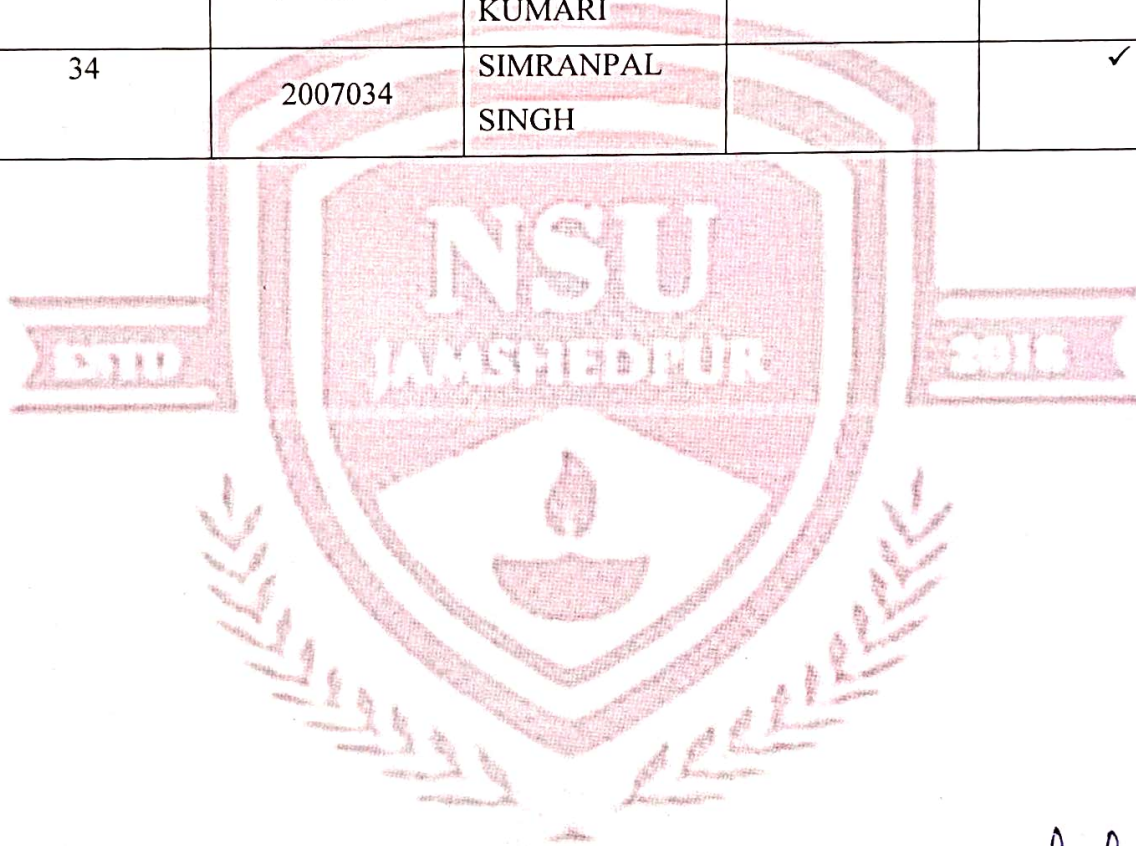 KUMARI
34
2007034
SIMRANPAL
SINGH
✓
NSU
JAMSHEDPUR
ESTD
2018